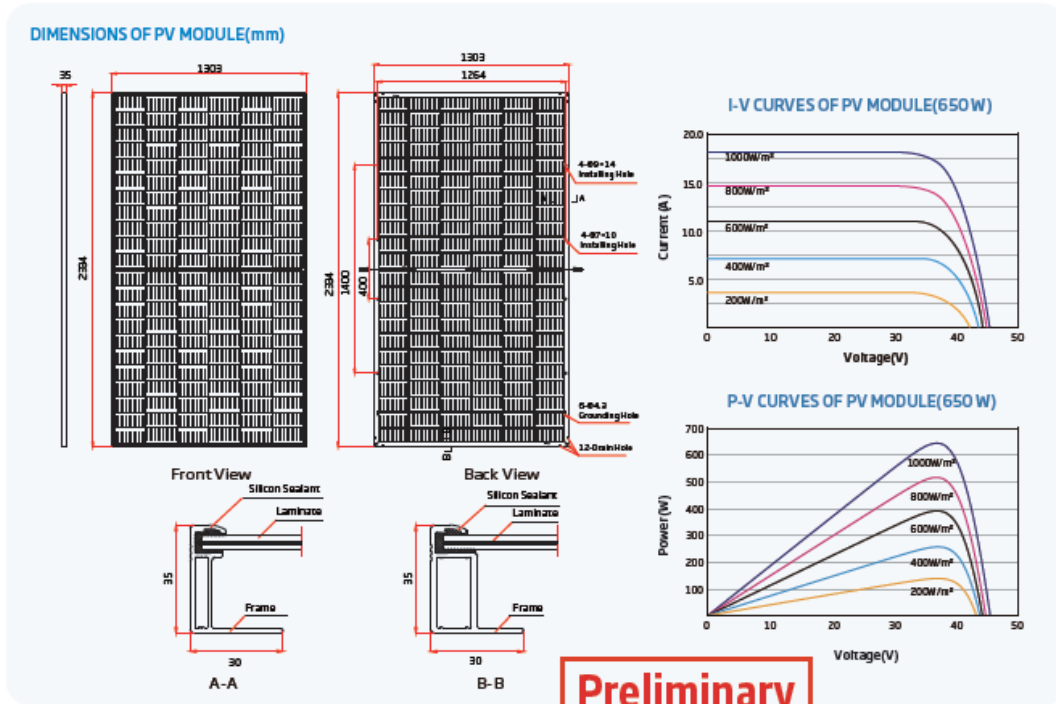 DIMENSIONS OF PV MODULE(mm)
35
1303
2384
Front View
1303
1264
2384
1400
400
4-Φ9×14
Installing Hole
A
4-Φ7×10
Installing Hole
6-Φ4.3
Grounding Hole
12-Drain Hole
Back View
Silicon Sealant
Laminate
35
Frame
30
A-A
Silicon Sealant
Laminate
35
Frame
30
B-B
I-V CURVES OF PV MODULE(650 W)
Current (A)
20.0
15.0
10.0
5.0
1000W/m²
800W/m²
600W/m²
400W/m²
200W/m²
0 10 20 30 40 50
Voltage(V)
P-V CURVES OF PV MODULE(650 W)
Power(W)
700
600
500
400
300
200
100
1000W/m²
800W/m²
600W/m²
400W/m²
200W/m²
0 10 20 30 40 50
Voltage(V)
Preliminary